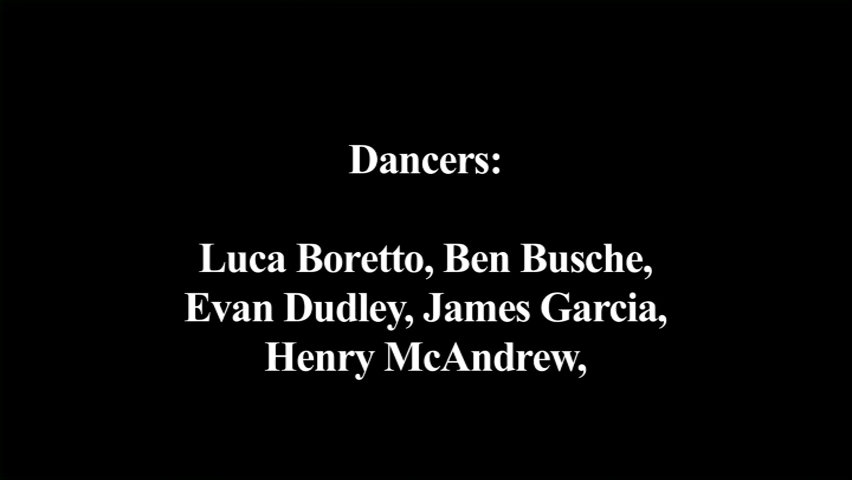 Dancers:
Luca Boretto, Ben Busche,
Evan Dudley, James Garcia,
Henry McAndrew,